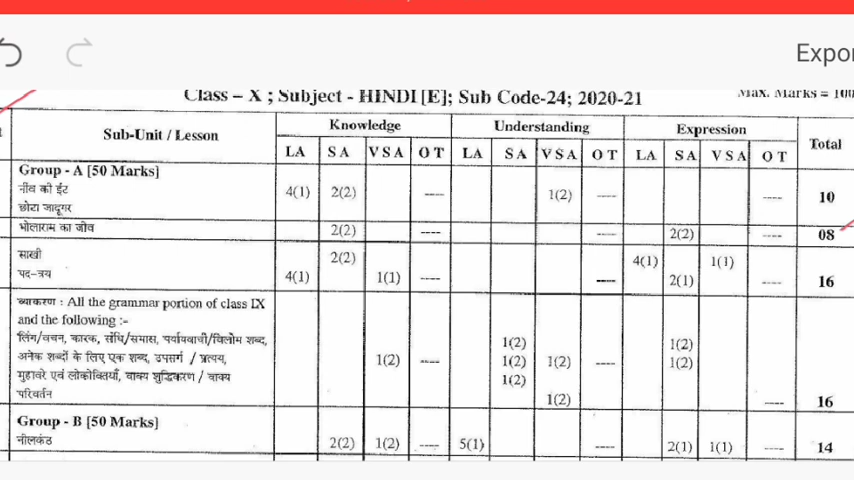 Expor
Class – X ; Subject - HINDI [E]; Sub Code-24; 2020-21
Max. Marks = 100
Sub-Unit / Lesson Knowledge Understanding Expression Total
LA SA VSA OT LA SA VSA OT LA SA VSA OT
Group - A [50 Marks]
नींव की ईंट 4(1) 2(2) ---- 1(2) ---- ---- 10
छोटा जादूगर
भोलाराम का जीव 2(2) ---- ---- 2(2) ---- 08
साखी 2(2) 4(1) 1(1)
पद-त्रय 4(1) 1(1) ---- ---- 2(1) ---- 16
व्याकरण : All the grammar portion of class IX
and the following :-
लिंग/वचन, कारक, संधि/समास, पर्यायवाची/विलोम शब्द, 1(2) 1(2)
अनेक शब्दों के लिए एक शब्द, उपसर्ग / प्रत्यय, 1(2) ---- 1(2) 1(2) 1(2)
मुहावरे एवं लोकोक्तियाँ, वाक्य शुद्धिकरण / वाक्य 1(2)
परिवर्तन 1(2) ---- 16
Group - B [50 Marks]
नीलकंठ 2(2) 1(2) ---- 5(1) ---- 2(1) 1(1) ---- 14